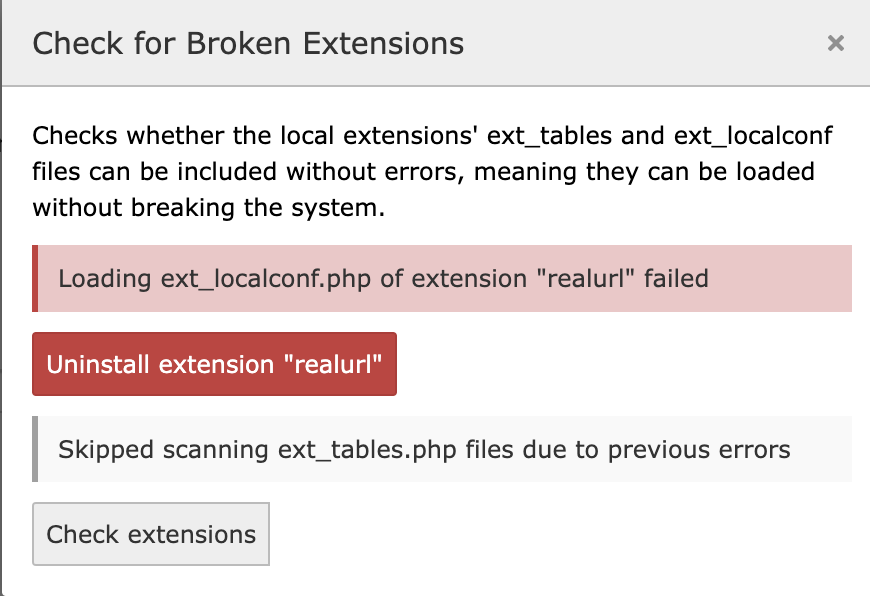 Check for Broken Extensions ×
Checks whether the local extensions' ext_tables and ext_localconf
files can be included without errors, meaning they can be loaded
without breaking the system.
Loading ext_localconf.php of extension "realurl" failed
Uninstall extension "realurl"
Skipped scanning ext_tables.php files due to previous errors
Check extensions